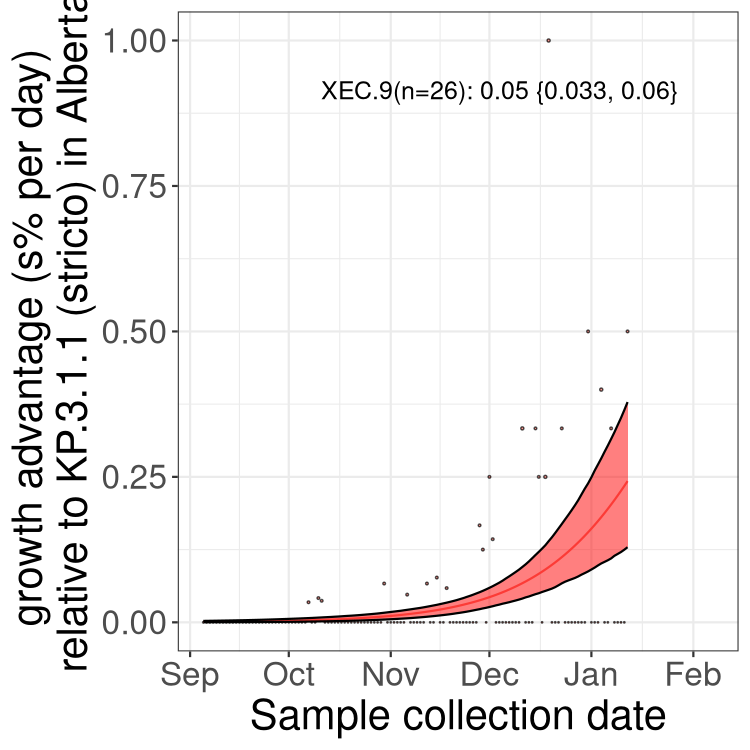 growth advantage (s% per day)
relative to KP.3.1.1 (stricto) in Alberta
1.00
0.75
0.50
0.25
0.00
XEC.9(n=26): 0.05 {0.033, 0.06}
Sep Oct Nov Dec Jan Feb
Sample collection date